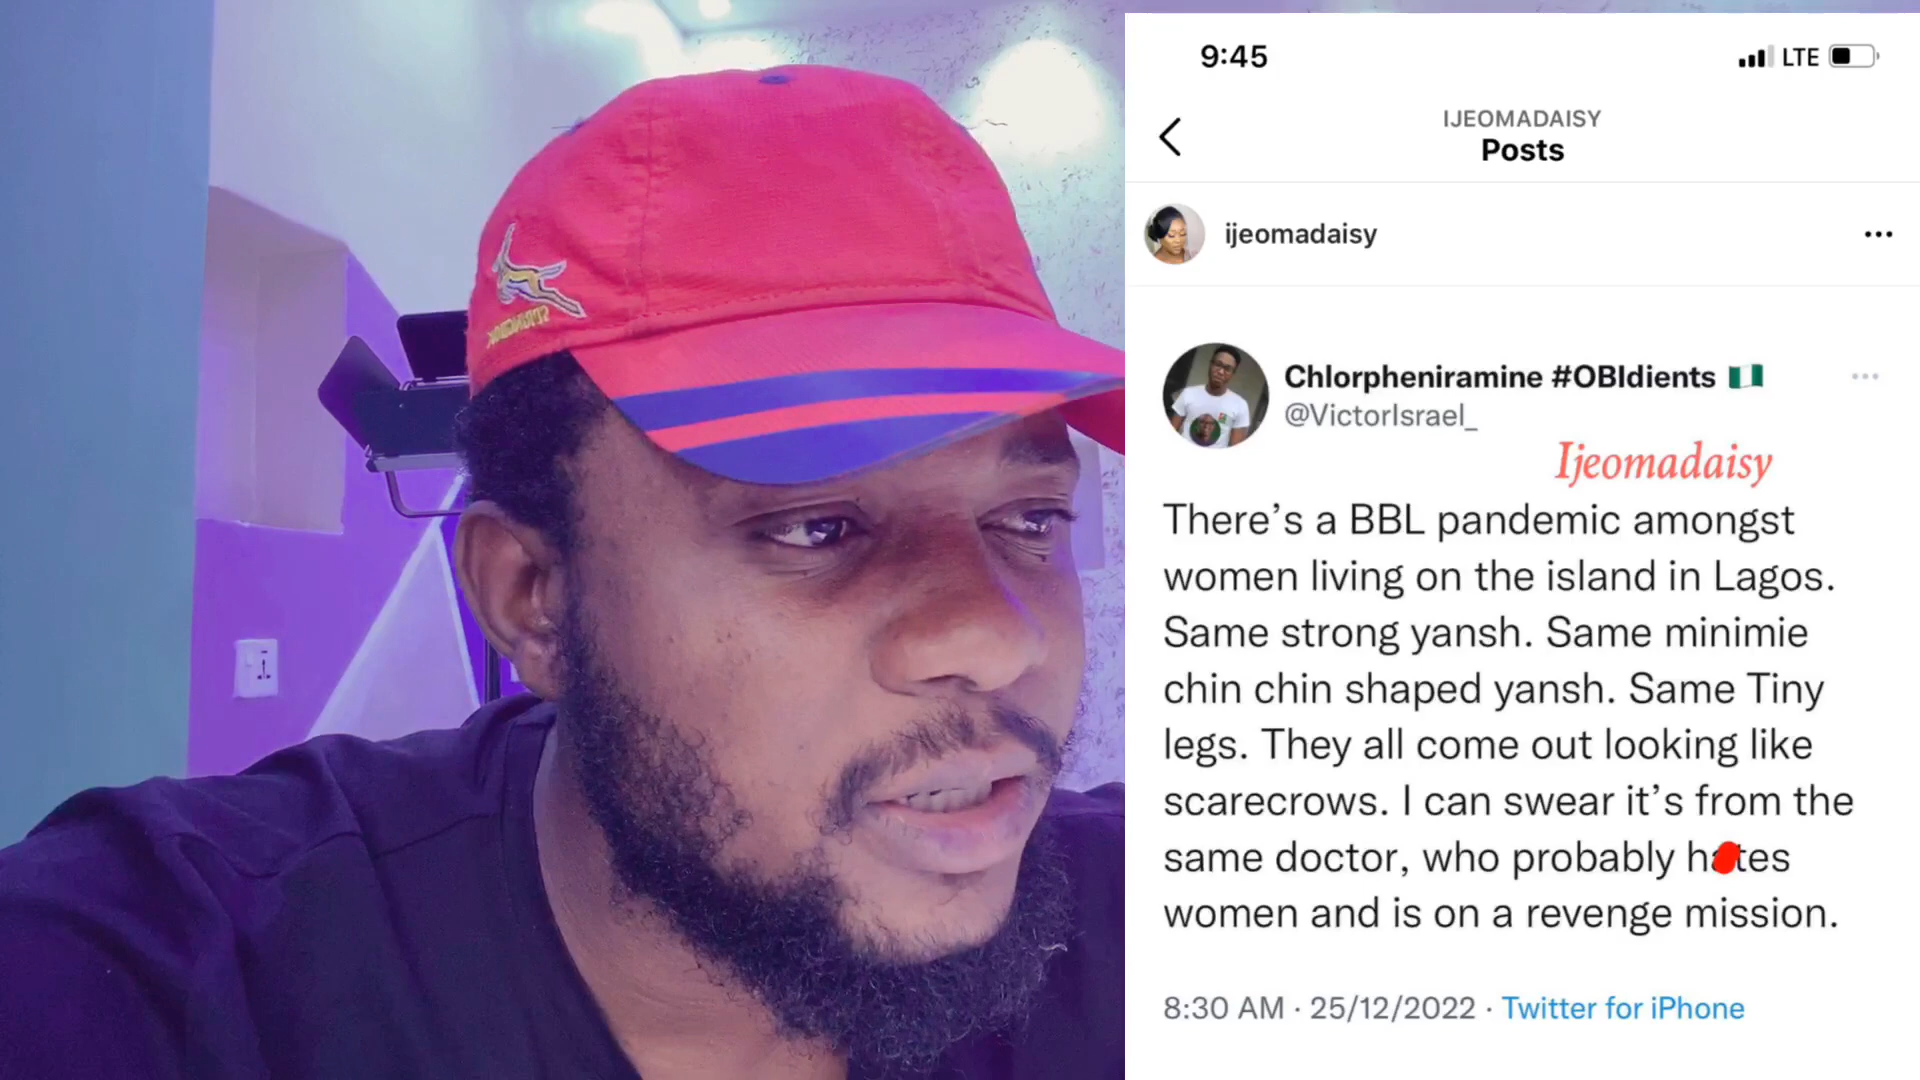 9:45
LTE
IJEOMADAISY
Posts
ijeomadaisy
Chlorpheniramine #OBIdients 🇳🇬
@VictorIsrael_
Ijeomadaisy
There’s a BBL pandemic amongst
women living on the island in Lagos.
Same strong yansh. Same minimie
chin chin shaped yansh. Same Tiny
legs. They all come out looking like
scarecrows. I can swear it’s from the
same doctor, who probably hates
women and is on a revenge mission.
8:30 AM · 25/12/2022 · Twitter for iPhone